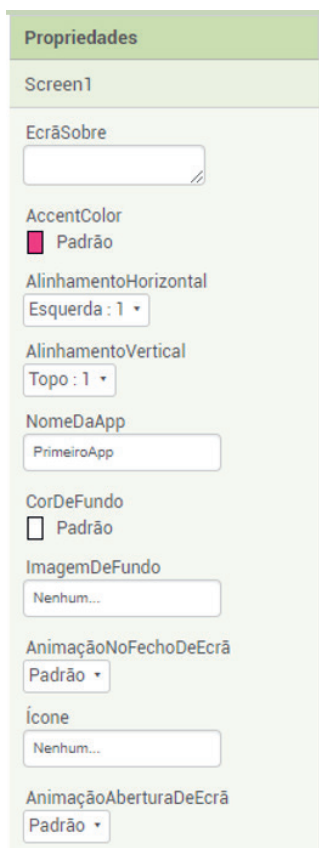 Propriedades
Screen1
EcrãSobre
AccentColor
Padrão
AlinhamentoHorizontal
Esquerda : 1
AlinhamentoVertical
Topo : 1
NomeDaApp
PrimeiroApp
CorDeFundo
Padrão
ImagemDeFundo
Nenhum...
AnimaçãoNoFechoDeEcrã
Padrão
Ícone
Nenhum...
AnimaçãoAberturaDeEcrã
Padrão